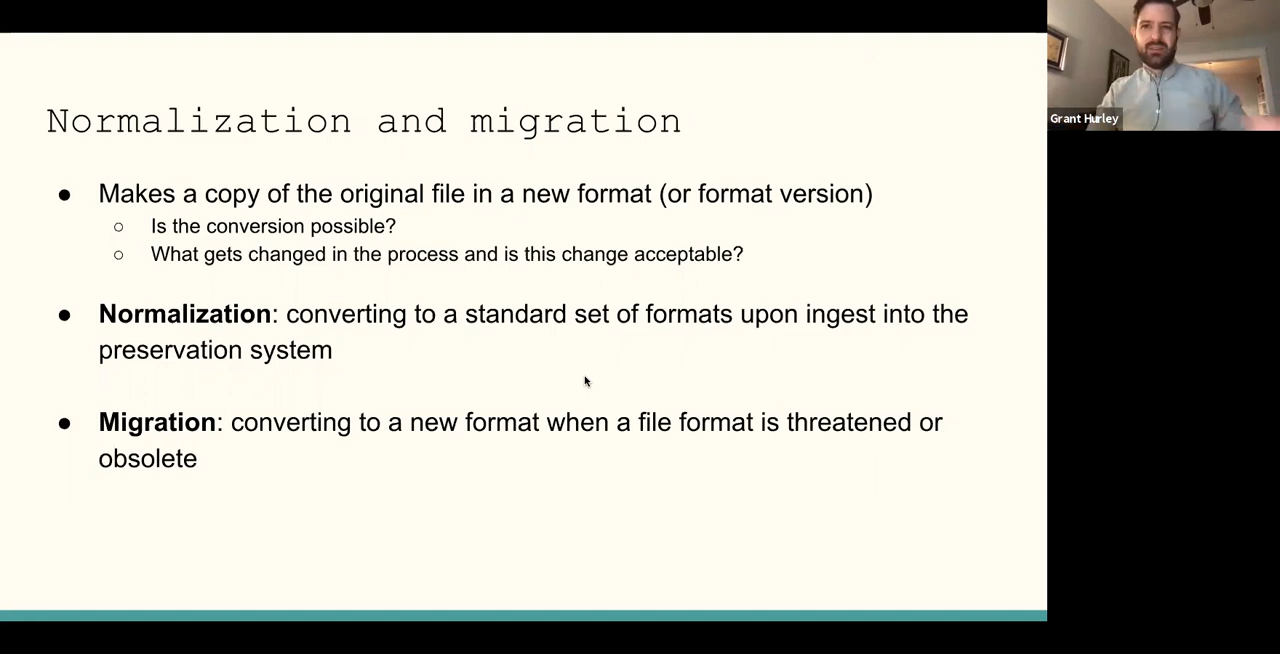 Normalization and migration
● Makes a copy of the original file in a new format (or format version)
○ Is the conversion possible?
○ What gets changed in the process and is this change acceptable?
● Normalization: converting to a standard set of formats upon ingest into the
preservation system
● Migration: converting to a new format when a file format is threatened or
obsolete
Grant Hurley